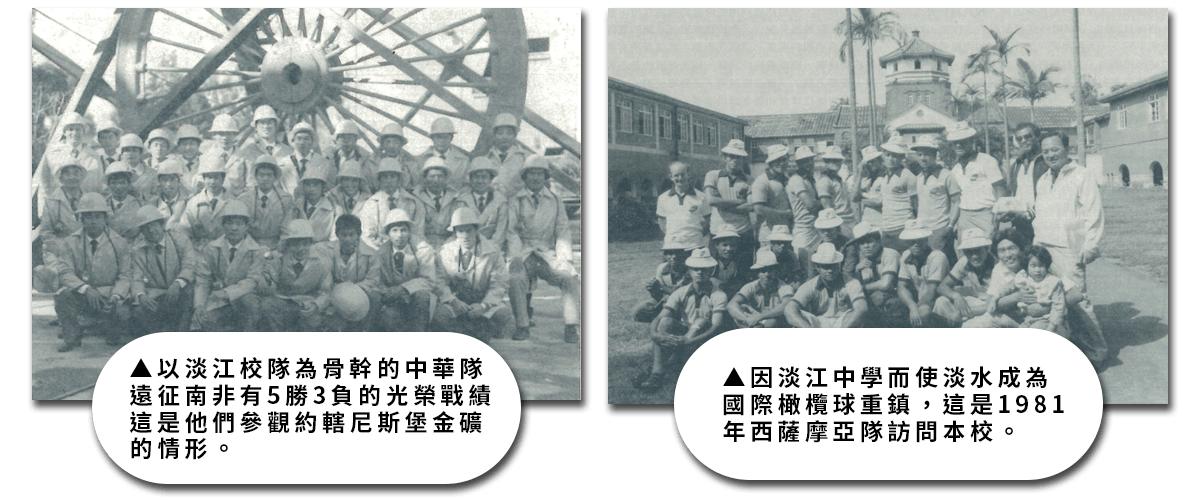 ▲以淡江校隊為骨幹的中華隊
遠征南非有5勝3負的光榮戰績
這是他們參觀約轄尼斯堡金礦
的情形。
▲因淡江中學而使淡水成為
國際橄欖球重鎮，這是1981
年西薩摩亞隊訪問本校。